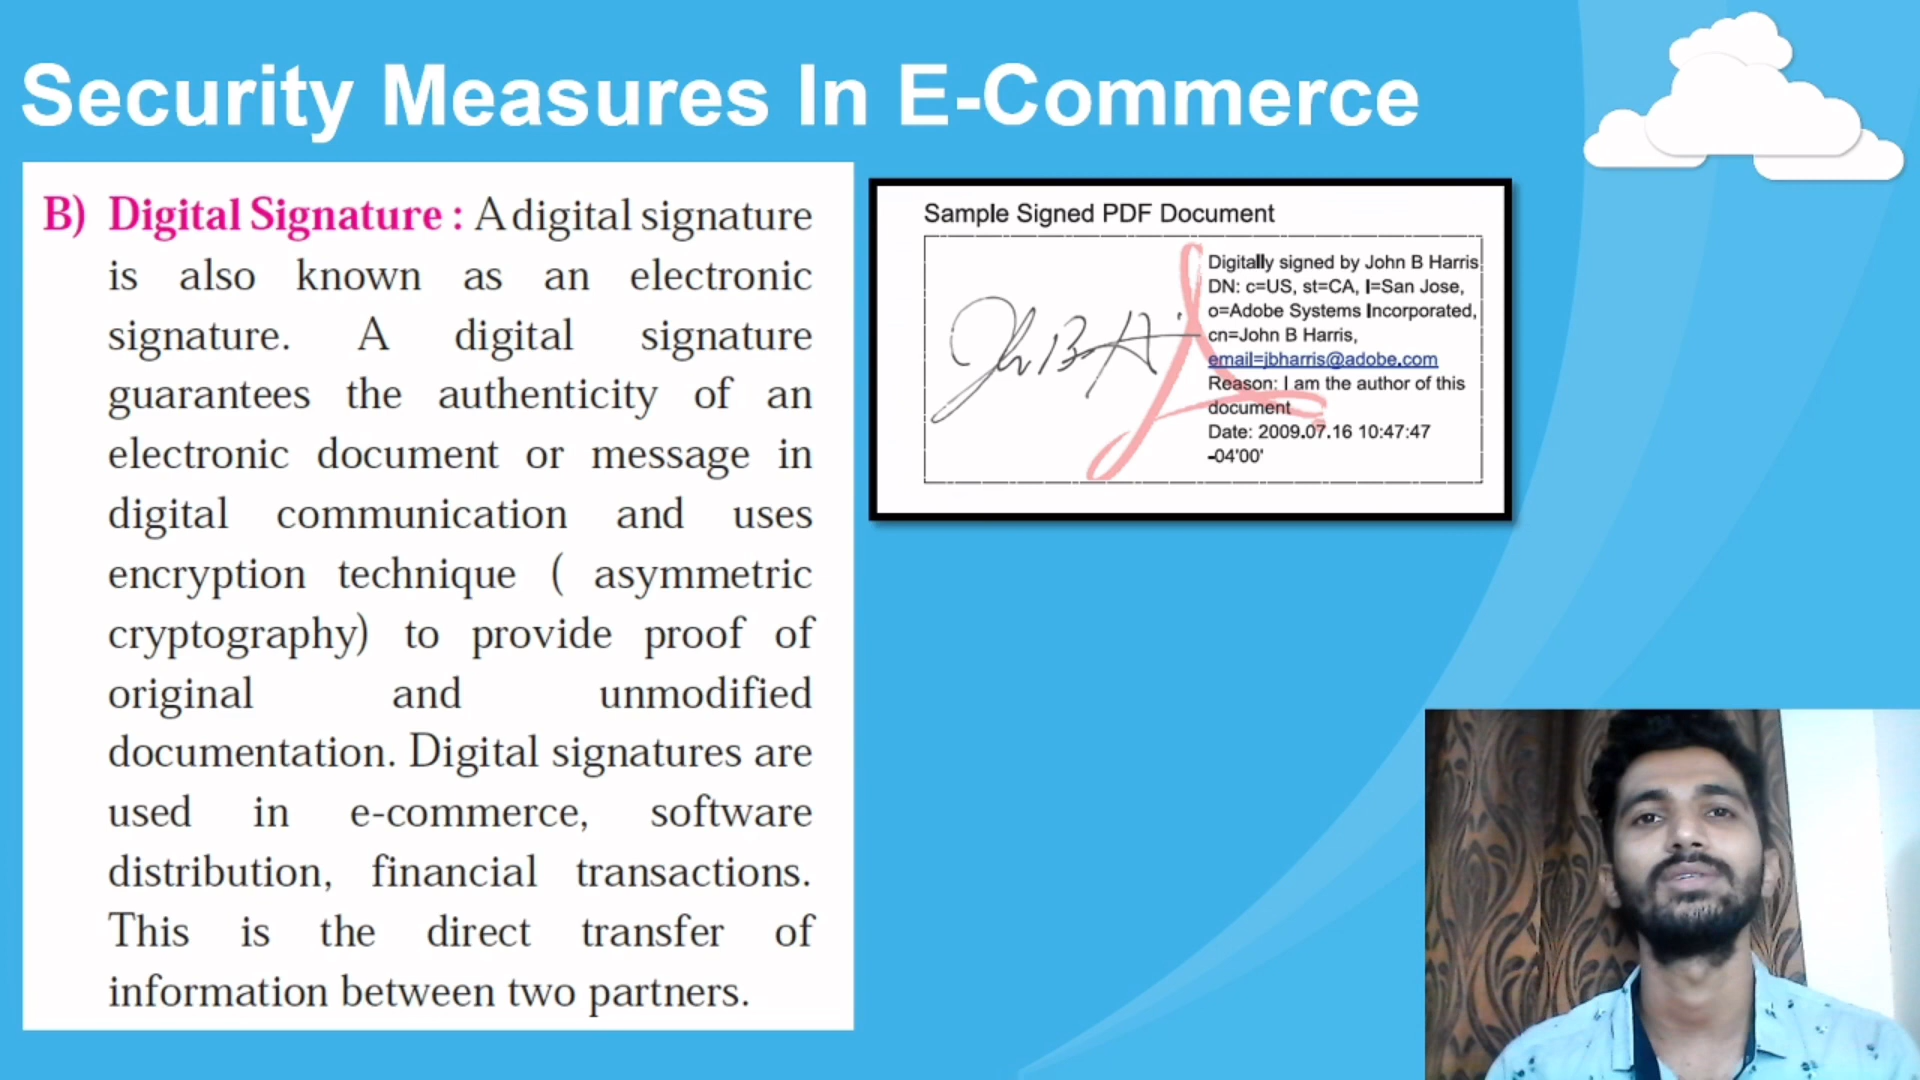 Security Measures In E-Commerce
B) Digital Signature : A digital signature
is also known as an electronic
signature. A digital signature
guarantees the authenticity of an
electronic document or message in
digital communication and uses
encryption technique ( asymmetric
cryptography) to provide proof of
original and unmodified
documentation. Digital signatures are
used in e-commerce, software
distribution, financial transactions.
This is the direct transfer of
information between two partners.
Sample Signed PDF Document
Digitally signed by John B Harris
DN: c=US, st=CA, l=San Jose,
o=Adobe Systems Incorporated,
cn=John B Harris,
email=jbharris@adobe.com
Reason: I am the author of this
document
Date: 2009.07.16 10:47:47
-04'00'